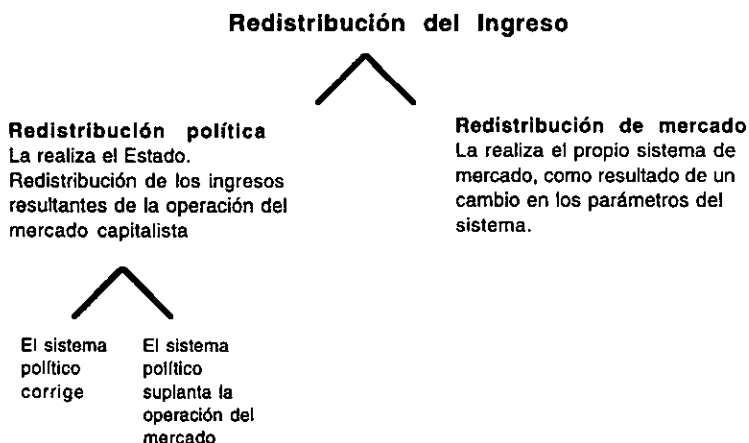 Redistribución del Ingreso
Redistribución política
La realiza el Estado.
Redistribución de los ingresos
resultantes de la operación del
mercado capitalista
Redistribución de mercado
La realiza el propio sistema de
mercado, como resultado de un
cambio en los parámetros del
sistema.
El sistema
político
corrige
El sistema
político
suplanta la
operación del
mercado